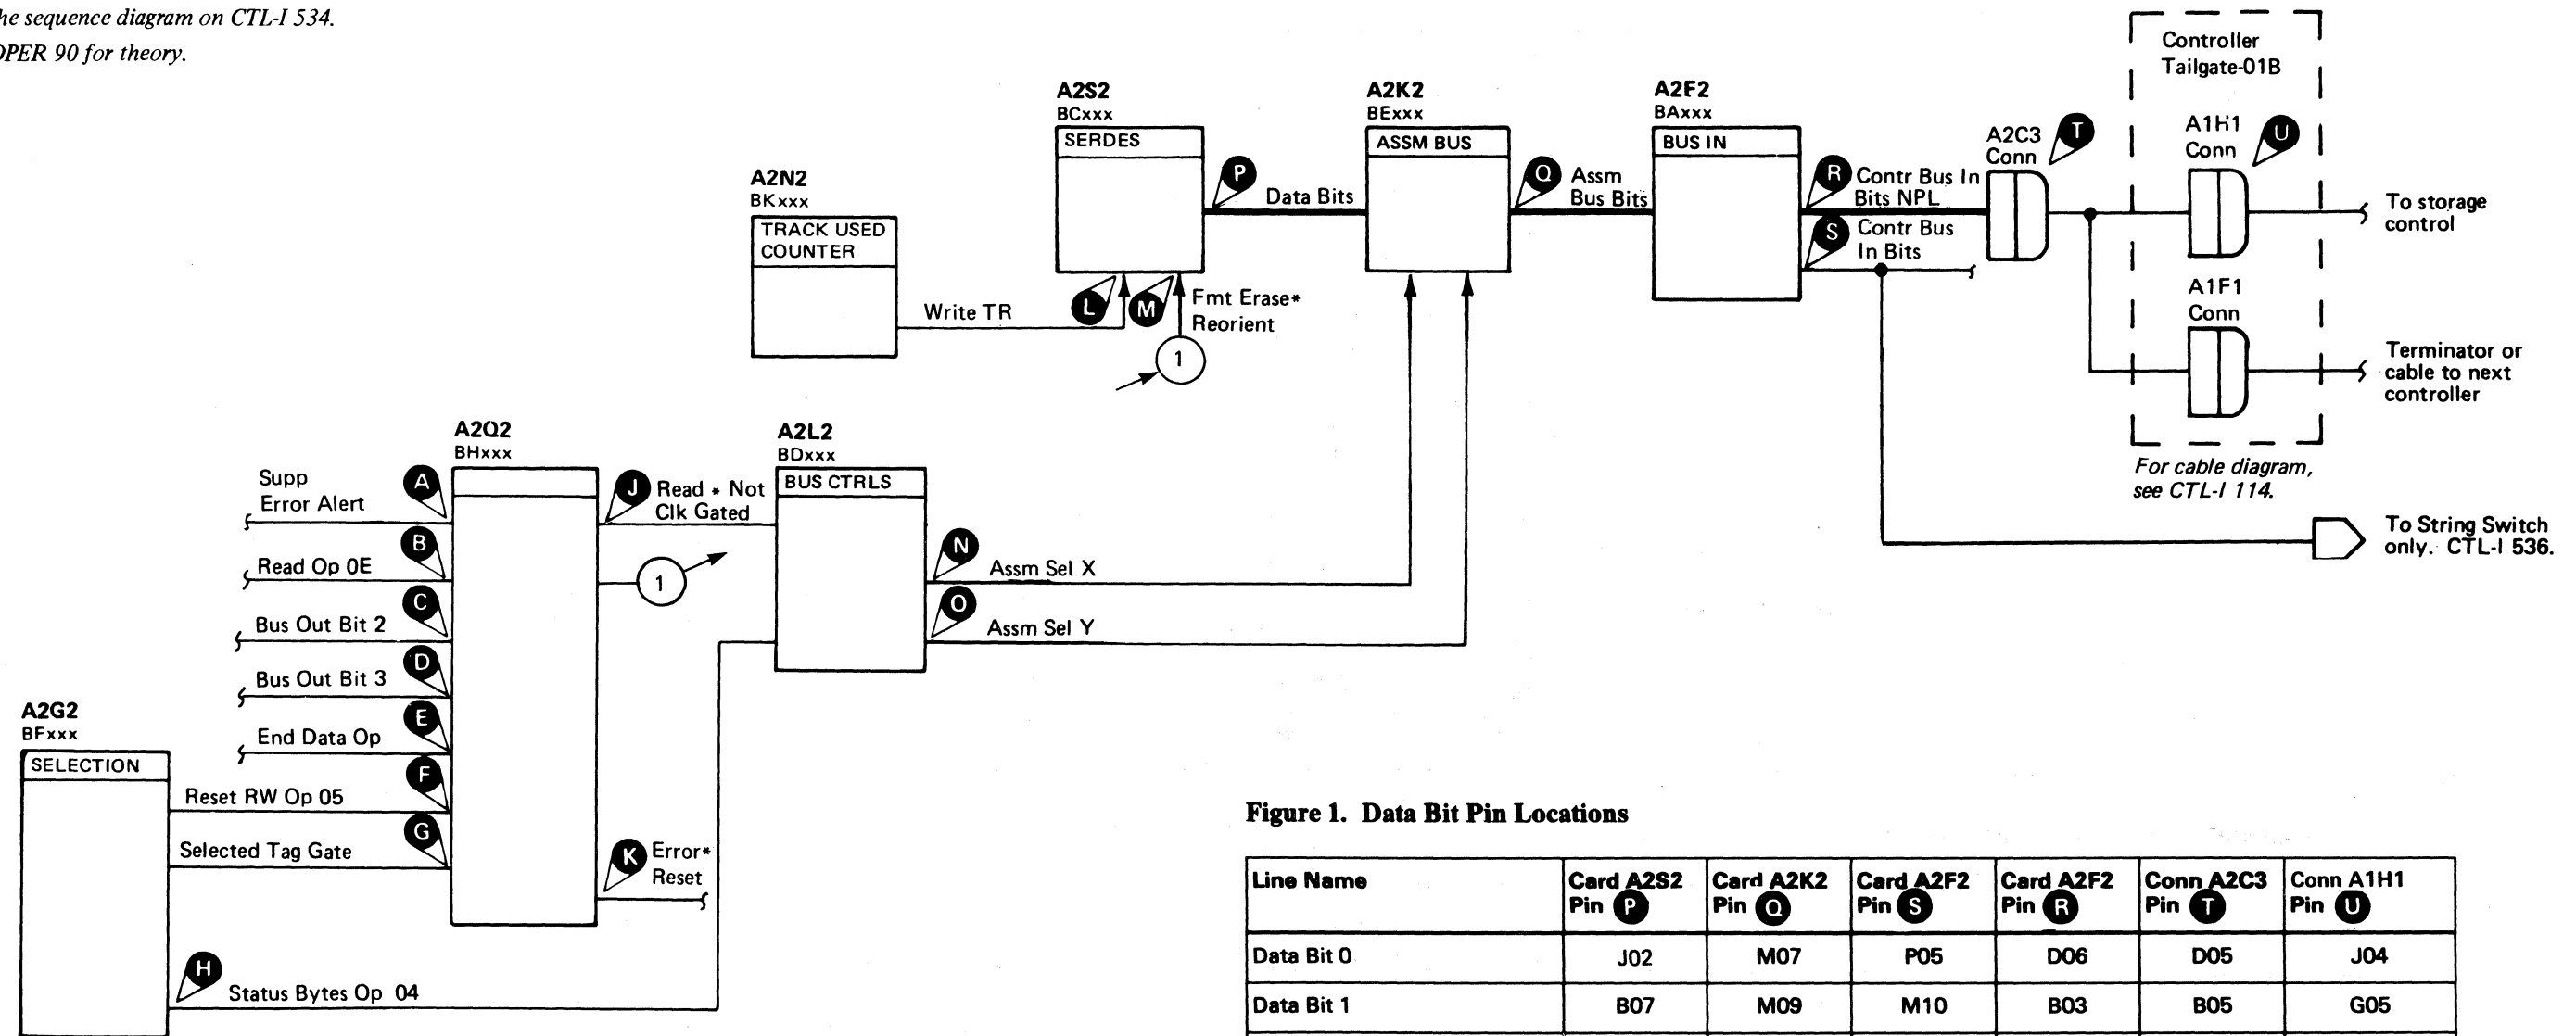 he sequence diagram on CTL-I 534.
OPER 90 for theory.
Controller
Tailgate-01B
A2S2
BCxxx
SERDES
A2K2
BExxx
ASSM BUS
A2F2
BAxxx
BUS IN
A2C3
Conn
T
A1H1
Conn
U
A2N2
BKxxx
TRACK USED
COUNTER
P
Data Bits
Q
Assm
Bus Bits
R
Contr Bus In
Bits NPL
S
Contr Bus
In Bits
To storage
control
Write TR
L
M
Fmt Erase*
Reorient
1
A1F1
Conn
Terminator or
cable to next
controller
For cable diagram,
see CTL-I 114.
To String Switch
only. CTL-I 536.
A2Q2
BHxxx
A2L2
BDxxx
BUS CTRLS
Supp
Error Alert
A
J
Read * Not
Clk Gated
B
Read Op 0E
1
N
Assm Sel X
C
Bus Out Bit 2
O
Assm Sel Y
D
Bus Out Bit 3
E
End Data Op
A2G2
BFxxx
SELECTION
F
Reset RW Op 05
G
Selected Tag Gate
K
Error*
Reset
H
Status Bytes Op 04
Figure 1. Data Bit Pin Locations
Line Name
Card A2S2
Pin P
Card A2K2
Pin Q
Card A2F2
Pin S
Card A2F2
Pin R
Conn A2C3
Pin T
Conn A1H1
Pin U
Data Bit 0 J02 M07 P05 D06 D05 J04
Data Bit 1 B07 M09 M10 B03 B05 G05